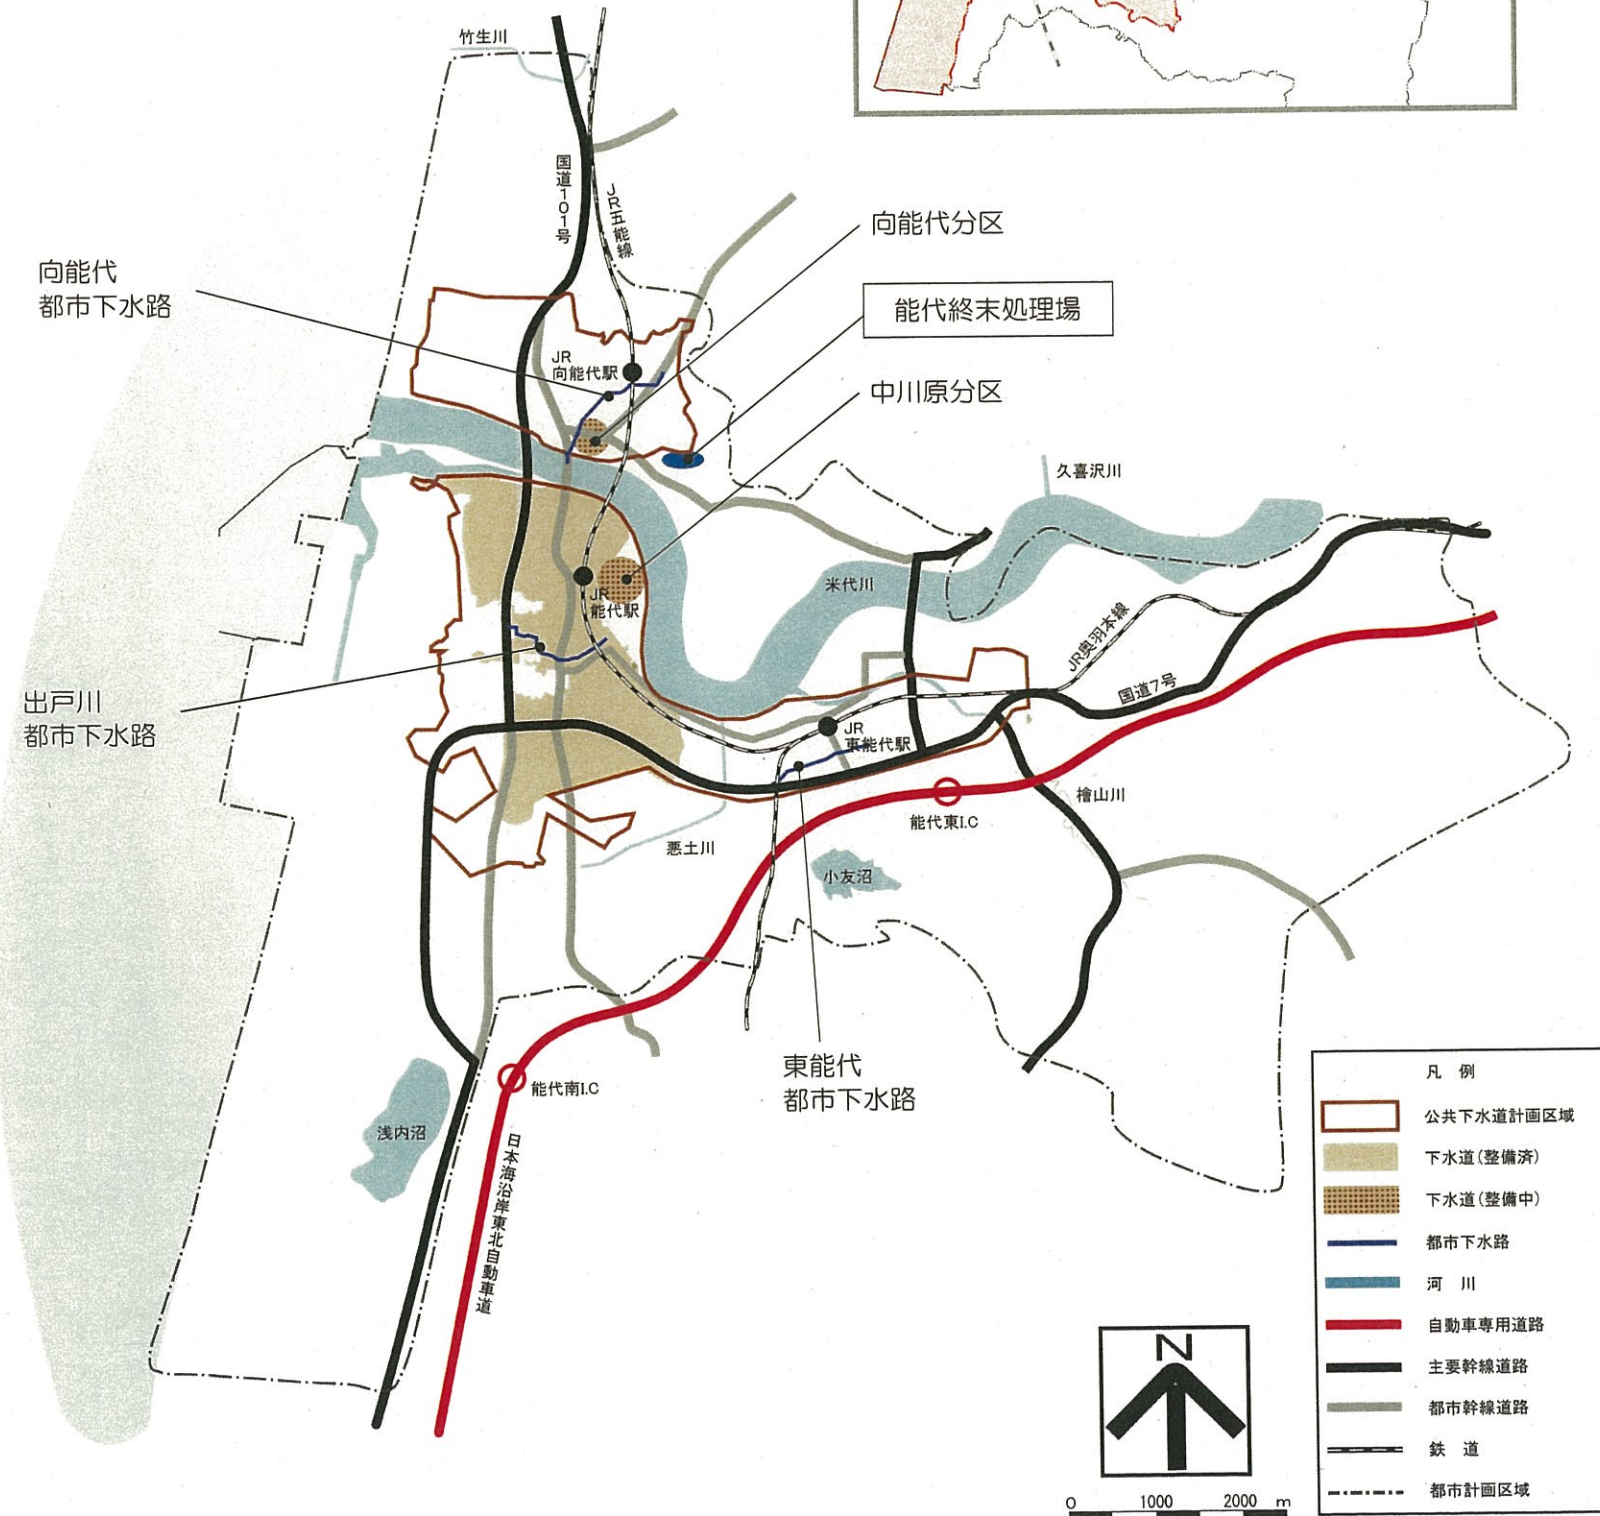 竹生川
国道101号
JR五能線
向能代分区
向能代
都市下水路
能代終末処理場
JR
向能代駅
中川原分区
久喜沢川
米代川
JR
能代駅
JR奥羽本線
国道7号
出戸川
都市下水路
JR
東能代駅
檜山川
能代東I.C
悪土川
小友沼
東能代
都市下水路
能代南I.C
浅内沼
日本海沿岸東北自動車道
凡 例
公共下水道計画区域
下水道(整備済)
下水道(整備中)
都市下水路
河 川
自動車専用道路
主要幹線道路
都市幹線道路
鉄 道
都市計画区域
N
0 1000 2000 m